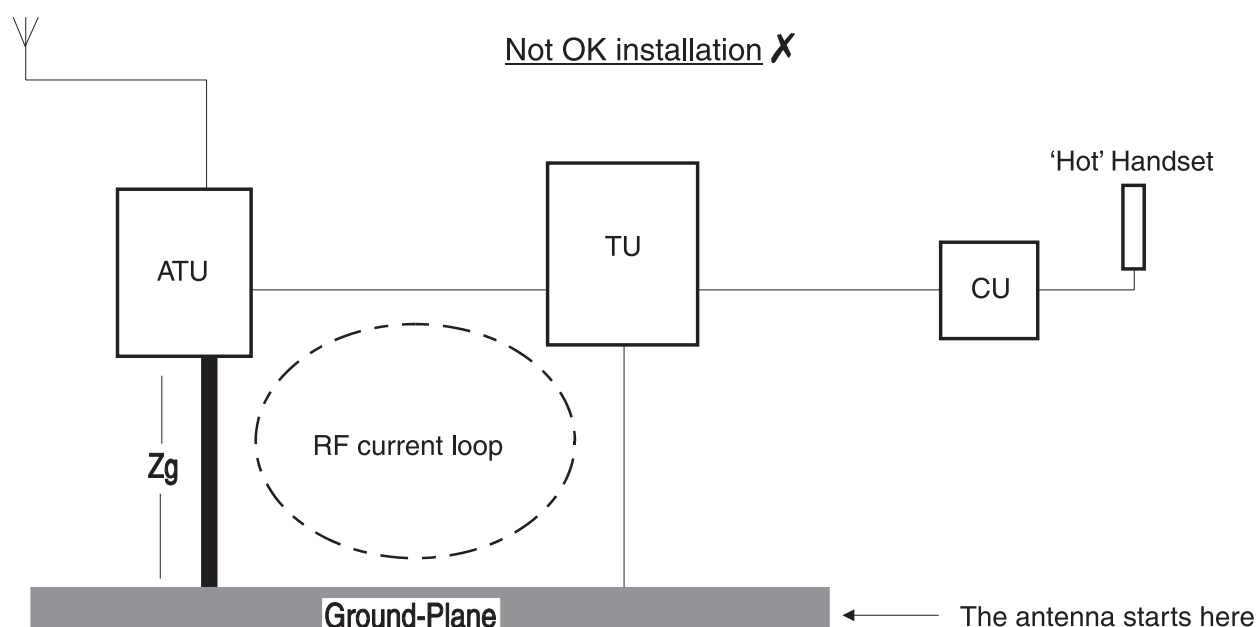 Not OK installation ✗
'Hot' Handset
TU
ATU
CU
RF current loop
Zg
Ground-Plane
The antenna starts here